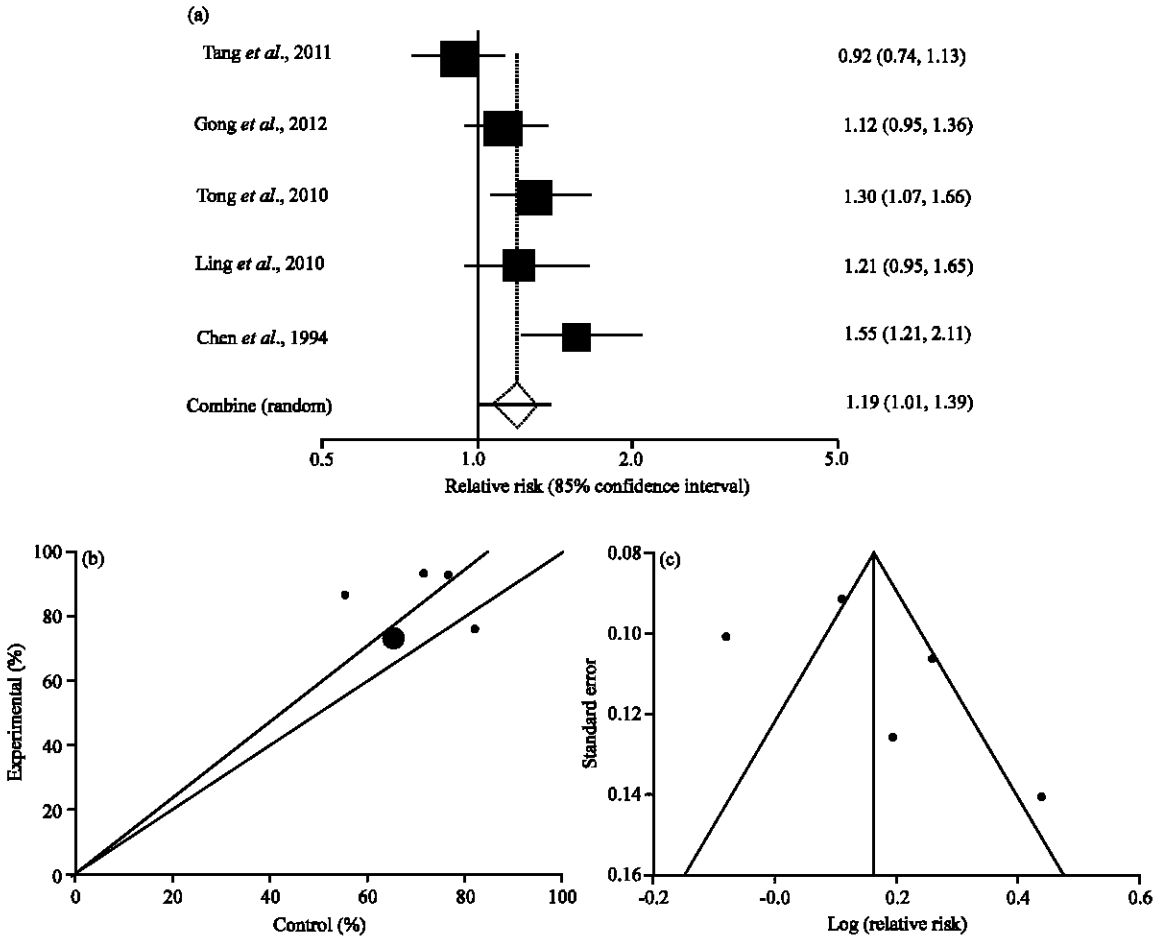 (a)
Tang et al., 2011 0.92 (0.74, 1.13)
Gong et al., 2012 1.12 (0.95, 1.36)
Tong et al., 2010 1.30 (1.07, 1.66)
Ling et al., 2010 1.21 (0.95, 1.65)
Chen et al., 1994 1.55 (1.21, 2.11)
Combine (random) 1.19 (1.01, 1.39)
0.5 1.0 2.0 5.0
Relative risk (85% confidence interval)
(b)
Experimental (%)
100
80
60
40
20
0
0 20 40 60 80 100
Control (%)
(c)
Standard error
0.08
0.10
0.12
0.14
0.16
-0.2 -0.0 0.2 0.4 0.6
Log (relative risk)